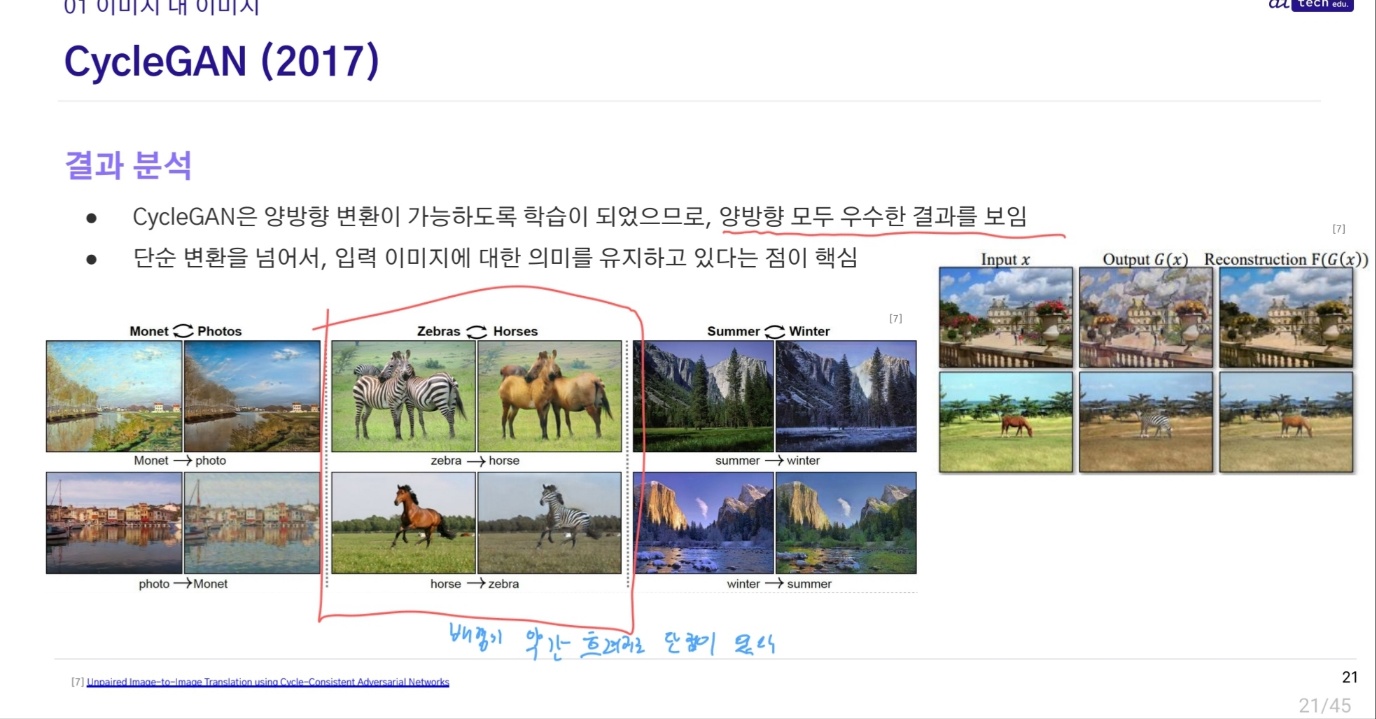 01 이미지 대 이미지
ai tech edu.
CycleGAN (2017)
결과 분석
● CycleGAN은 양방향 변환이 가능하도록 학습이 되었으므로, 양방향 모두 우수한 결과를 보임
● 단순 변환을 넘어서, 입력 이미지에 대한 의미를 유지하고 있다는 점이 핵심
[7]
Input x Output G(x) Reconstruction F(G(x))
[7]
Monet Photos Zebras Horses Summer Winter
Monet → photo zebra → horse summer → winter
photo → Monet horse → zebra winter → summer
배경이 약간 흐려지는 단점이
[7] Unpaired Image-to-Image Translation using Cycle-Consistent Adversarial Networks
21
21/45